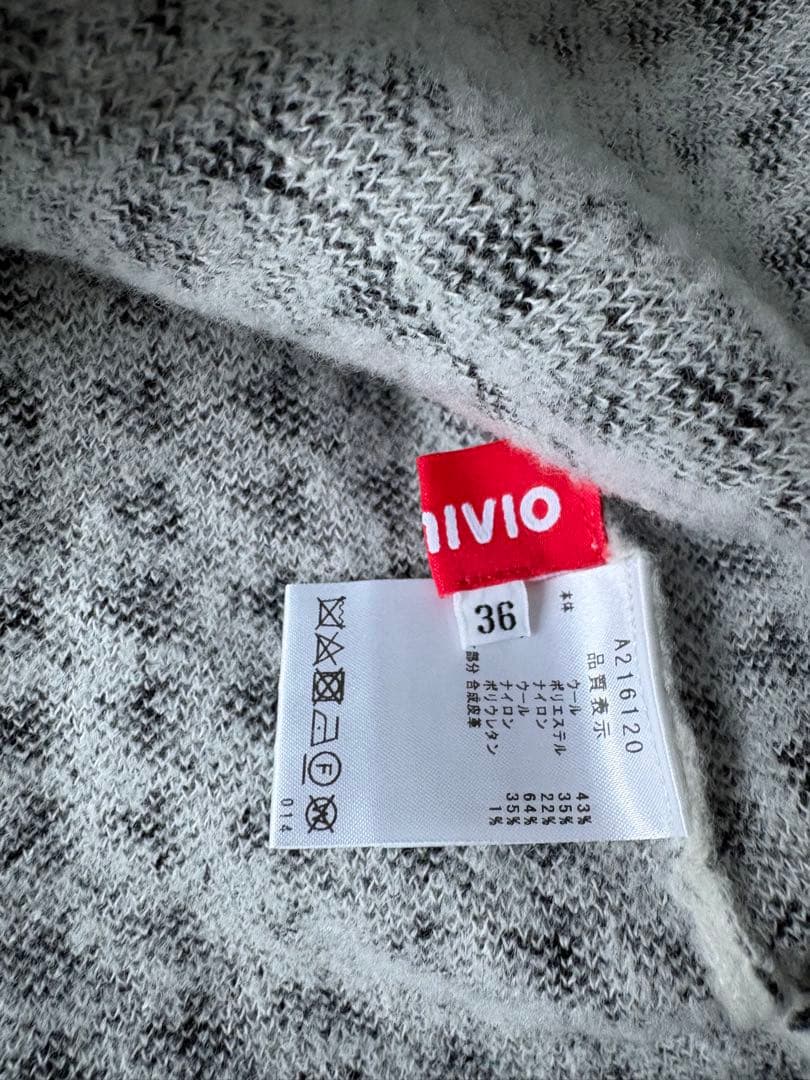 nIVIO
36
A216120
品質表示
本体
ウール 43%
ポリエステル 35%
ナイロン 22%
ウール 64%
ナイロン 35%
ポリウレタン 1%
部分 合成皮革
F
W
014